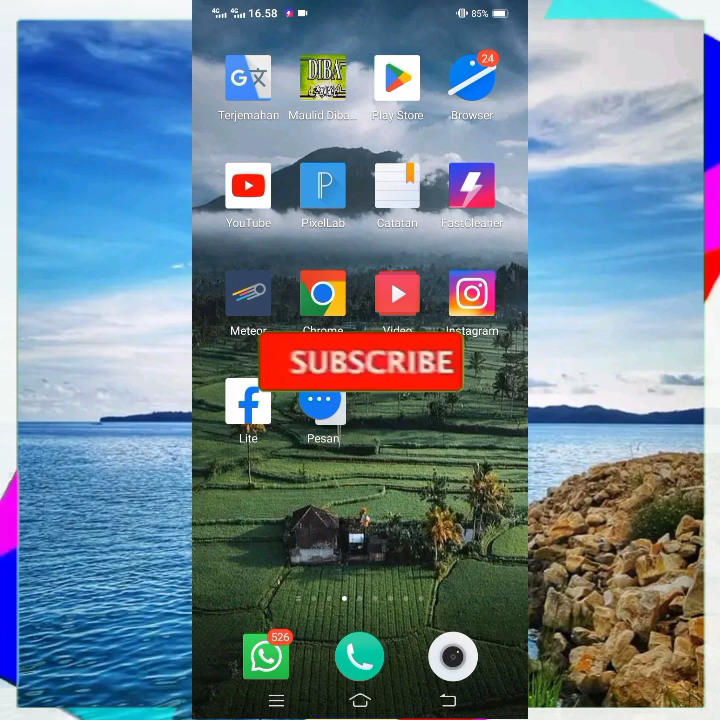 4G 4G 16.58 85%
24
DIBA
Terjemahan Maulid Diba... Play Store Browser
YouTube PixelLab Catatan FastCleaner
Meteor Chrome Video Instagram
SUBSCRIBE
Lite Pesan
526